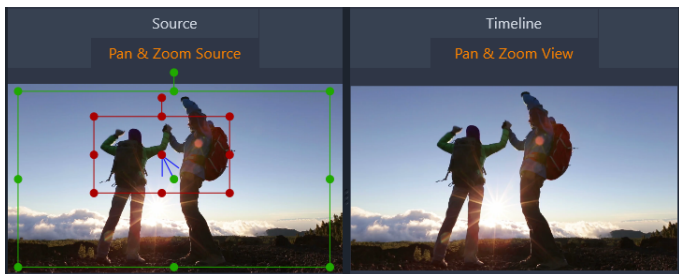 Source
Timeline
Pan & Zoom Source
Pan & Zoom View